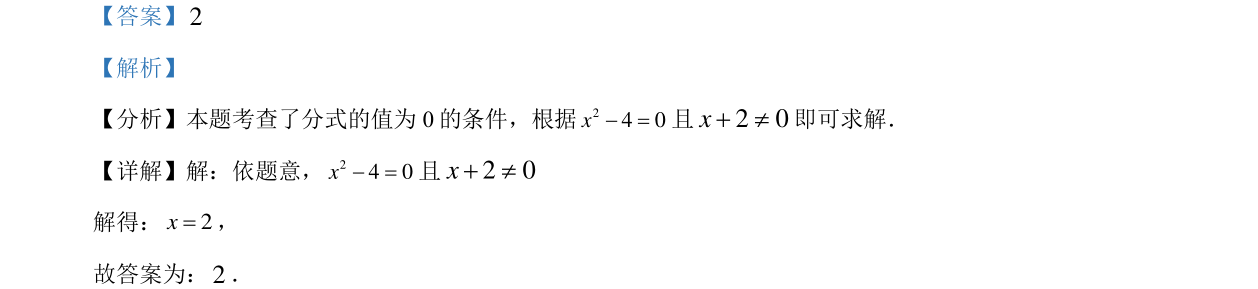 【答案】2
【解析】
【分析】本题考查了分式的值为 0 的条件，根据 x² − 4 = 0 且 x + 2 ≠ 0 即可求解．
【详解】解：依题意， x² − 4 = 0 且 x + 2 ≠ 0
解得： x = 2 ，
故答案为： 2 ．